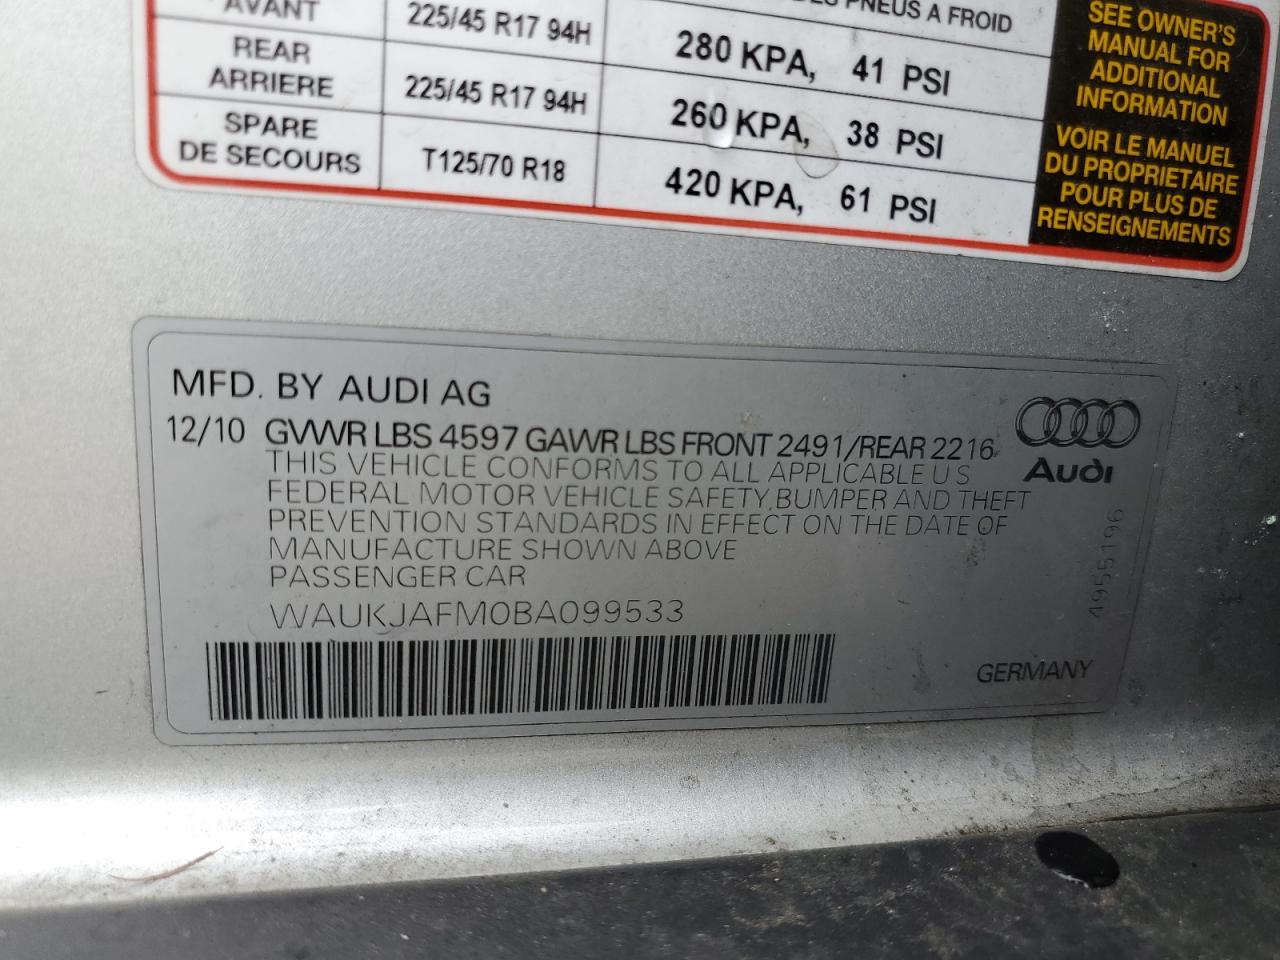 DES PNEUS A FROID
AVANT 225/45 R17 94H 280 KPA, 41 PSI
REAR
ARRIERE 225/45 R17 94H 260 KPA, 38 PSI
SPARE
DE SECOURS T125/70 R18 420 KPA, 61 PSI
SEE OWNER'S
MANUAL FOR
ADDITIONAL
INFORMATION
VOIR LE MANUEL
DU PROPRIETAIRE
POUR PLUS DE
RENSEIGNEMENTS
MFD. BY AUDI AG
12/10 GVWR LBS 4597 GAWR LBS FRONT 2491/REAR 2216
THIS VEHICLE CONFORMS TO ALL APPLICABLE U S
FEDERAL MOTOR VEHICLE SAFETY, BUMPER AND THEFT
PREVENTION STANDARDS IN EFFECT ON THE DATE OF
MANUFACTURE SHOWN ABOVE
PASSENGER CAR
WAUKJAFM0BA099533
Audi
4955196
GERMANY